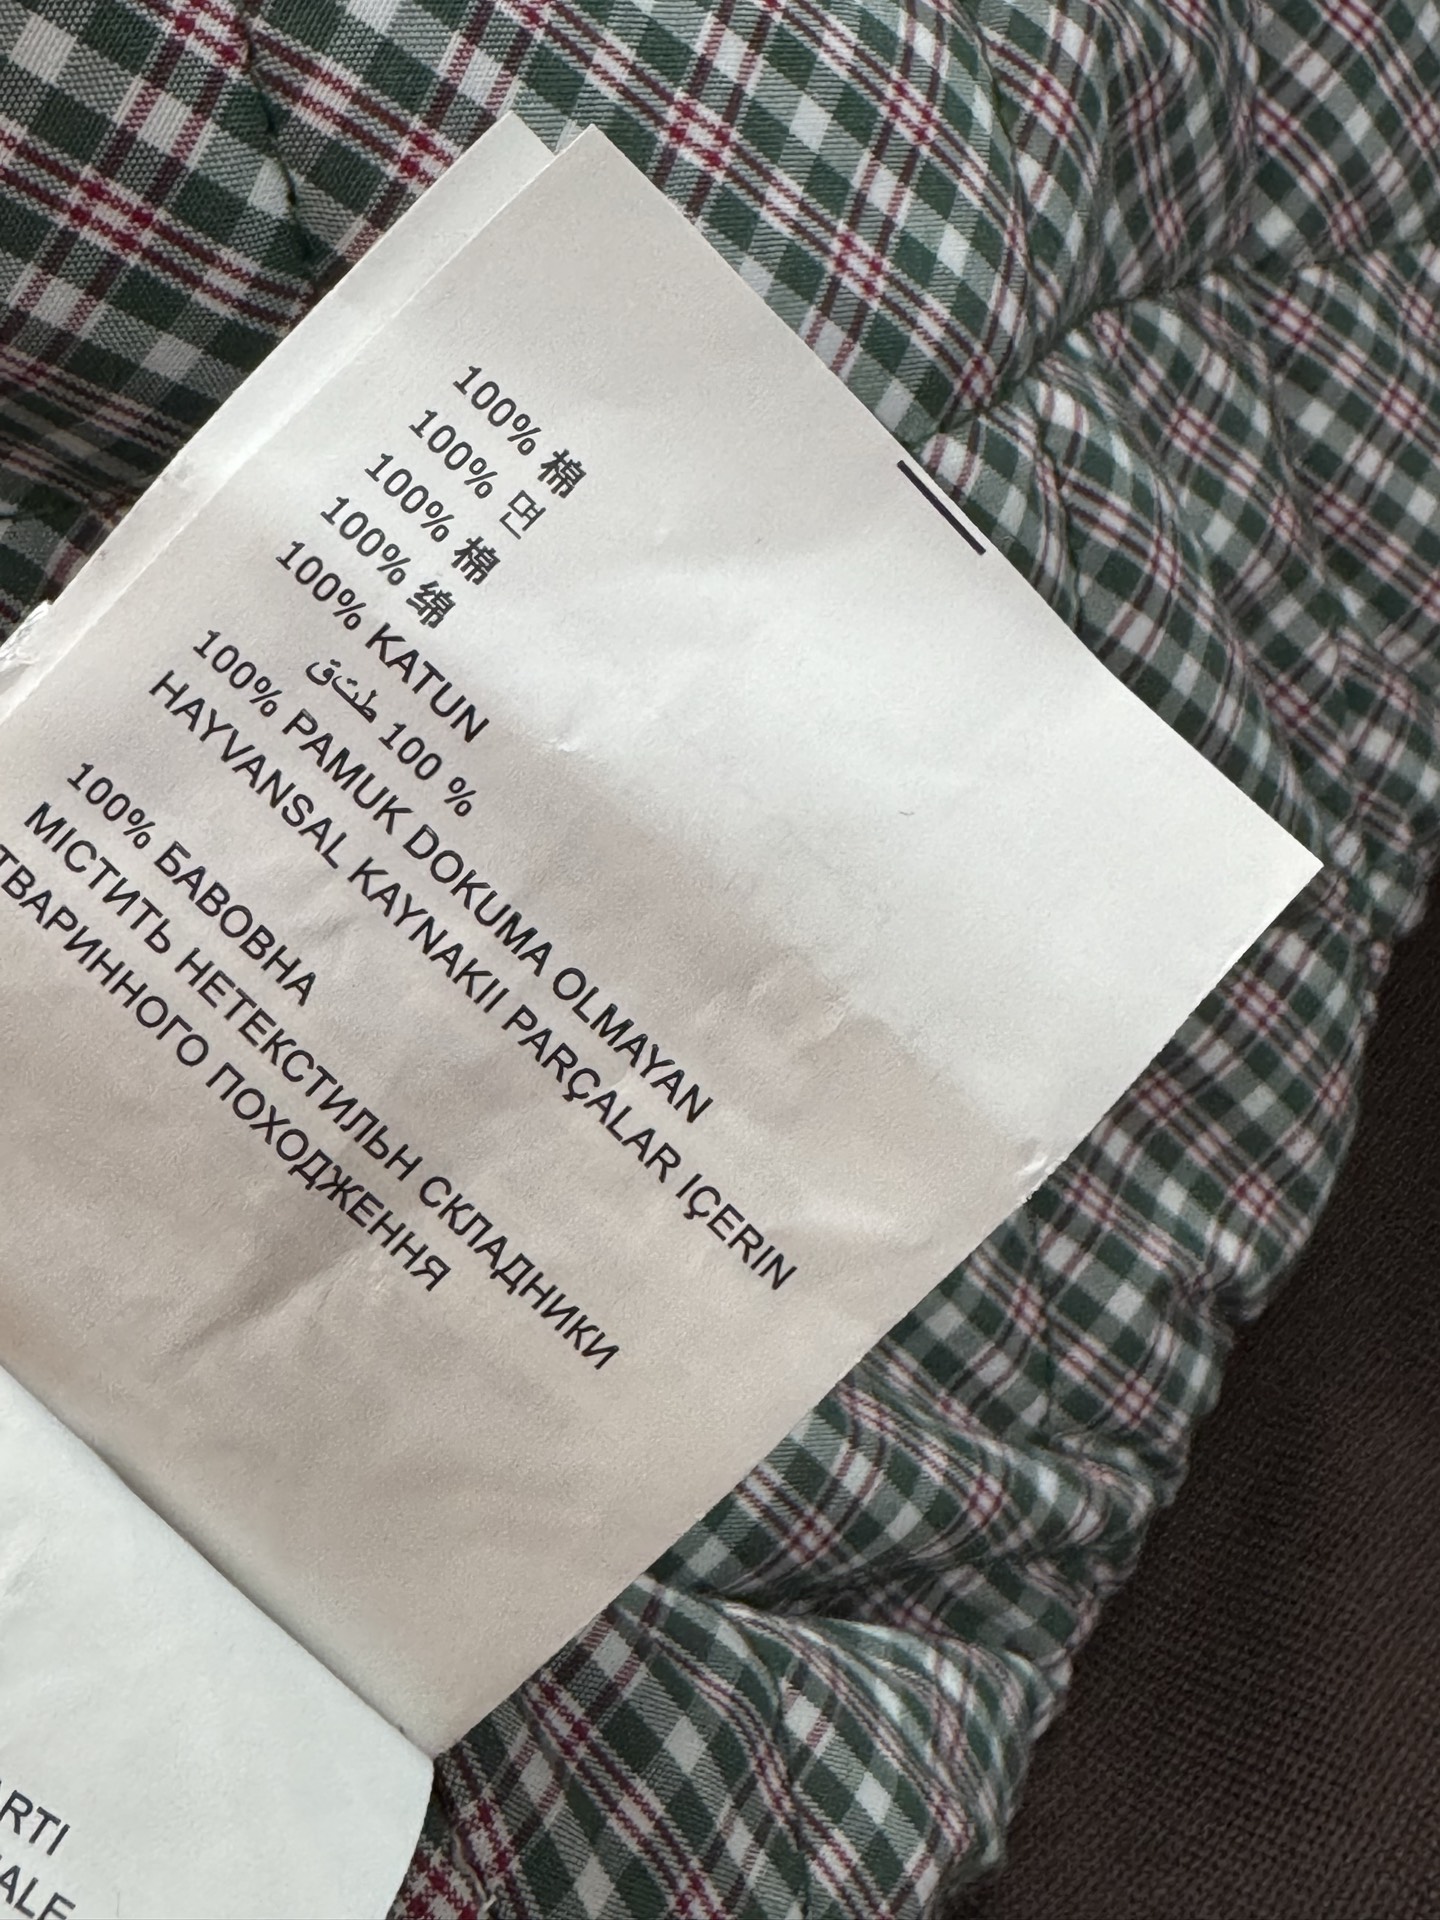 100% 棉
100% 면
100% 棉
100% 绵
100% KATUN
% 100 طتق
100% PAMUK DOKUMA OLMAYAN
HAYVANSAL KAYNAKII PARÇALAR IÇERIN
100% БАВОВНА
МІСТИТЬ НЕТЕКСТИЛЬН СКЛАДНИКИ
ТВАРИННОГО ПОХОДЖЕННЯ